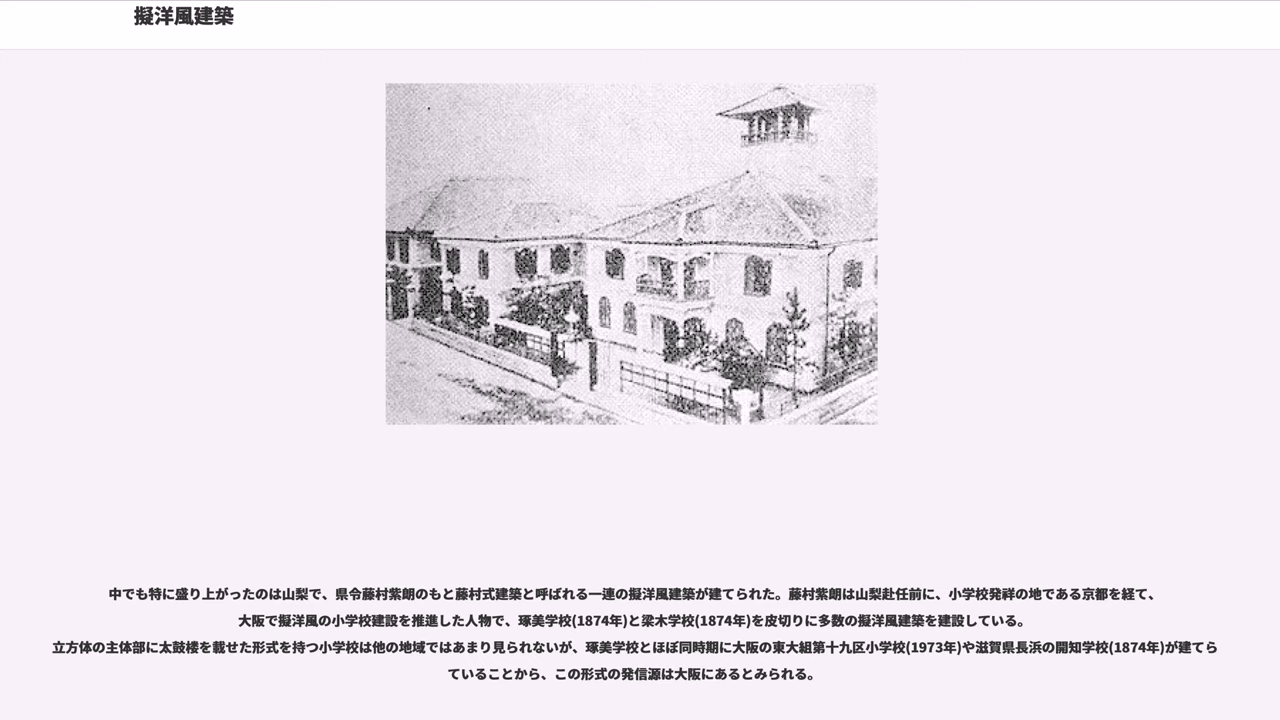 擬洋風建築
中でも特に盛り上がったのは山梨で、県令藤村紫朗のもと藤村式建築と呼ばれる一連の擬洋風建築が建てられた。藤村紫朗は山梨赴任前に、小学校発祥の地である京都を経て、
大阪で擬洋風の小学校建設を推進した人物で、琢美学校(1874年)と梁木学校(1874年)を皮切りに多数の擬洋風建築を建設している。
立方体の主体部に太鼓楼を載せた形式を持つ小学校は他の地域ではあまり見られないが、琢美学校とほぼ同時期に大阪の東大組第十九区小学校(1973年)や滋賀県長浜の開知学校(1874年)が建てら
ていることから、この形式の発信源は大阪にあるとみられる。